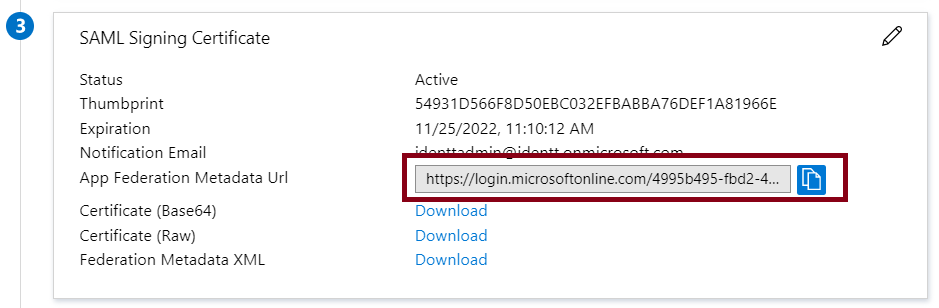 3
SAML Signing Certificate
Status Active
Thumbprint 54931D566F8D50EBC032EFBABBA76DEF1A81966E
Expiration 11/25/2022, 11:10:12 AM
Notification Email identtadmin@identt.onmicrosoft.com
App Federation Metadata Url https://login.microsoftonline.com/4995b495-fbd2-4...
Certificate (Base64) Download
Certificate (Raw) Download
Federation Metadata XML Download